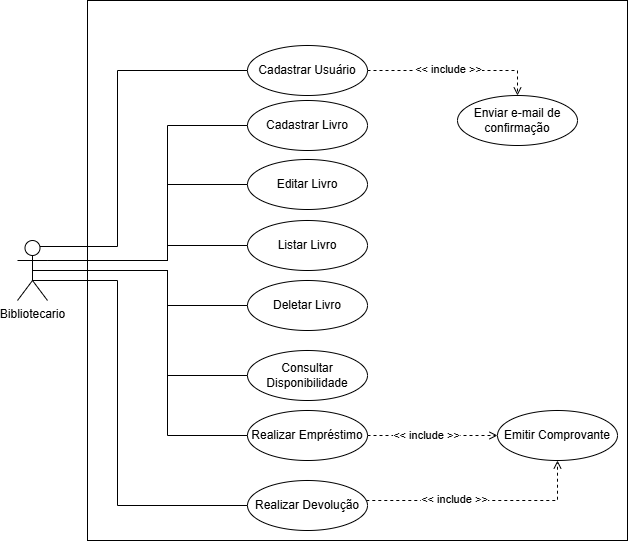 Cadastrar Usuário
<< include >>
Enviar e-mail de
confirmação
Cadastrar Livro
Editar Livro
Listar Livro
Bibliotecario
Deletar Livro
Consultar
Disponibilidade
Realizar Empréstimo
<< include >>
Emitir Comprovante
Realizar Devolução
<< include >>